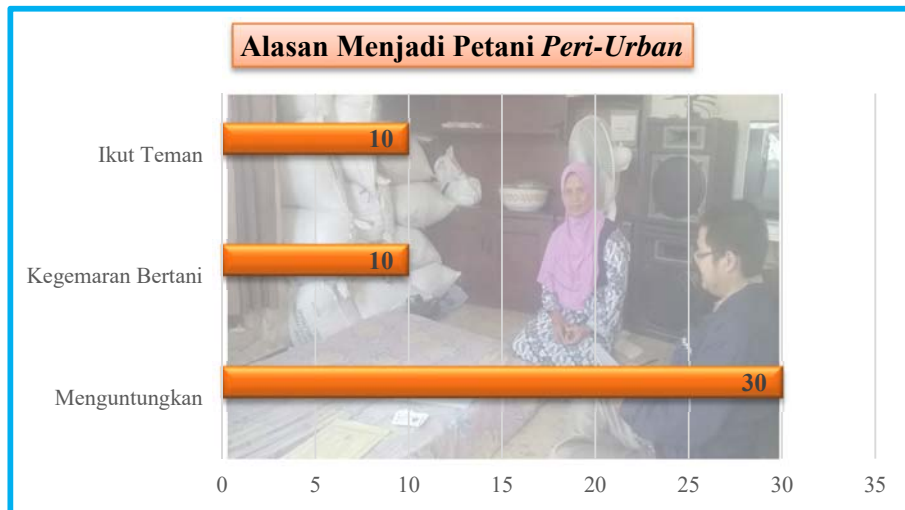 Alasan Menjadi Petani Peri-Urban
Ikut Teman
10
Kegemaran Bertani
10
Menguntungkan
30
0 5 10 15 20 25 30 35